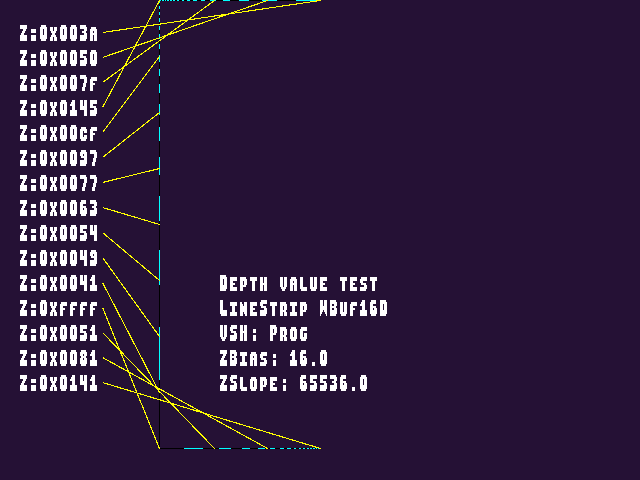 Z:0x003A
Z:0x0050
Z:0x007F
Z:0x0145
Z:0x00CF
Z:0x0097
Z:0x0077
Z:0x0063
Z:0x0054
Z:0x0049
Z:0x0041
Z:0xFFFF
Z:0x0051
Z:0x0081
Z:0x0141
Depth value test
LineStrip WBuf16D
VSH: Prog
ZBias: 16.0
ZSlope: 65536.0